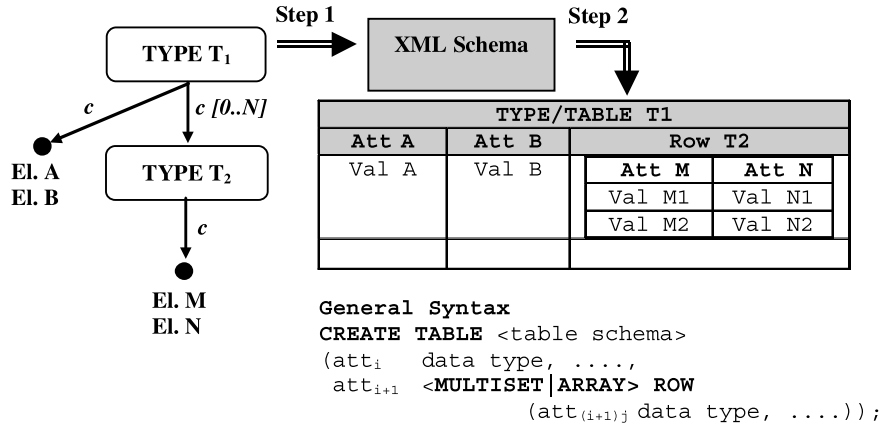 Step 1
Step 2
TYPE T1
XML Schema
c
c [0..N]
El. A
El. B
TYPE T2
c
El. M
El. N
TYPE/TABLE T1
Att A Att B Row T2
Val A Val B Att M Att N
Val M1 Val N1
Val M2 Val N2
General Syntax
CREATE TABLE <table schema>
(atti data type, ....,
atti+1 <MULTISET|ARRAY> ROW
(att(i+1)j data type, ....));